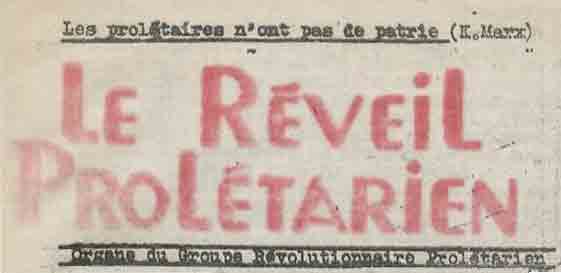 Les prolétaires n'ont pas de patrie (K.Marx)
LE RÉVEIL
PROLÉTARIEN
Organe du Groupe Révolutionnaire Prolétarien